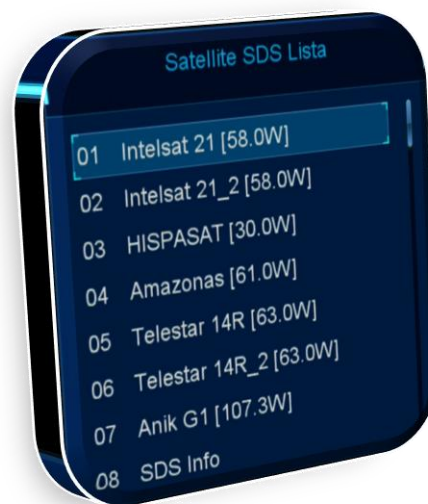 Satellite SDS Lista
01 Intelsat 21 [58.0W]
02 Intelsat 21_2 [58.0W]
03 HISPASAT [30.0W]
04 Amazonas [61.0W]
05 Telestar 14R [63.0W]
06 Telestar 14R_2 [63.0W]
07 Anik G1 [107.3W]
08 SDS Info